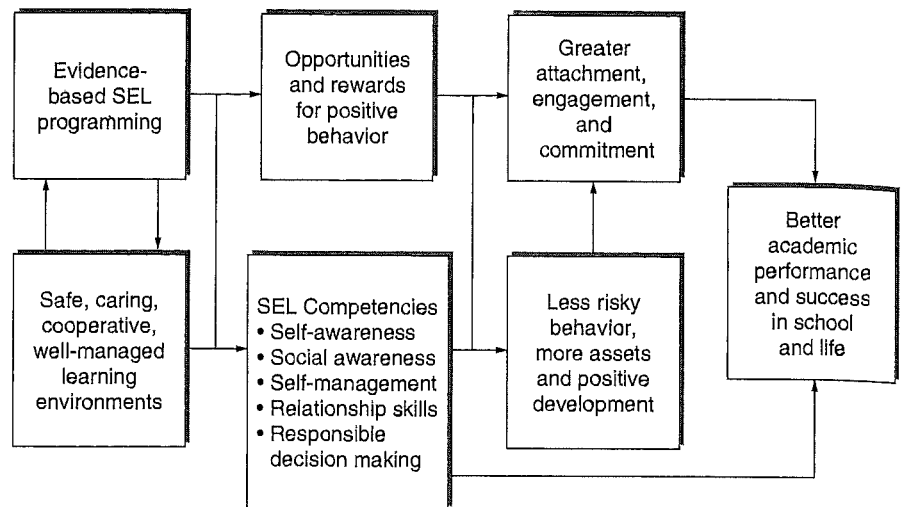 Evidence-
based SEL
programming
Opportunities
and rewards
for positive
behavior
Greater
attachment,
engagement,
and
commitment
Safe, caring,
cooperative,
well-managed
learning
environments
SEL Competencies
• Self-awareness
• Social awareness
• Self-management
• Relationship skills
• Responsible
decision making
Less risky
behavior,
more assets
and positive
development
Better
academic
performance
and success
in school
and life